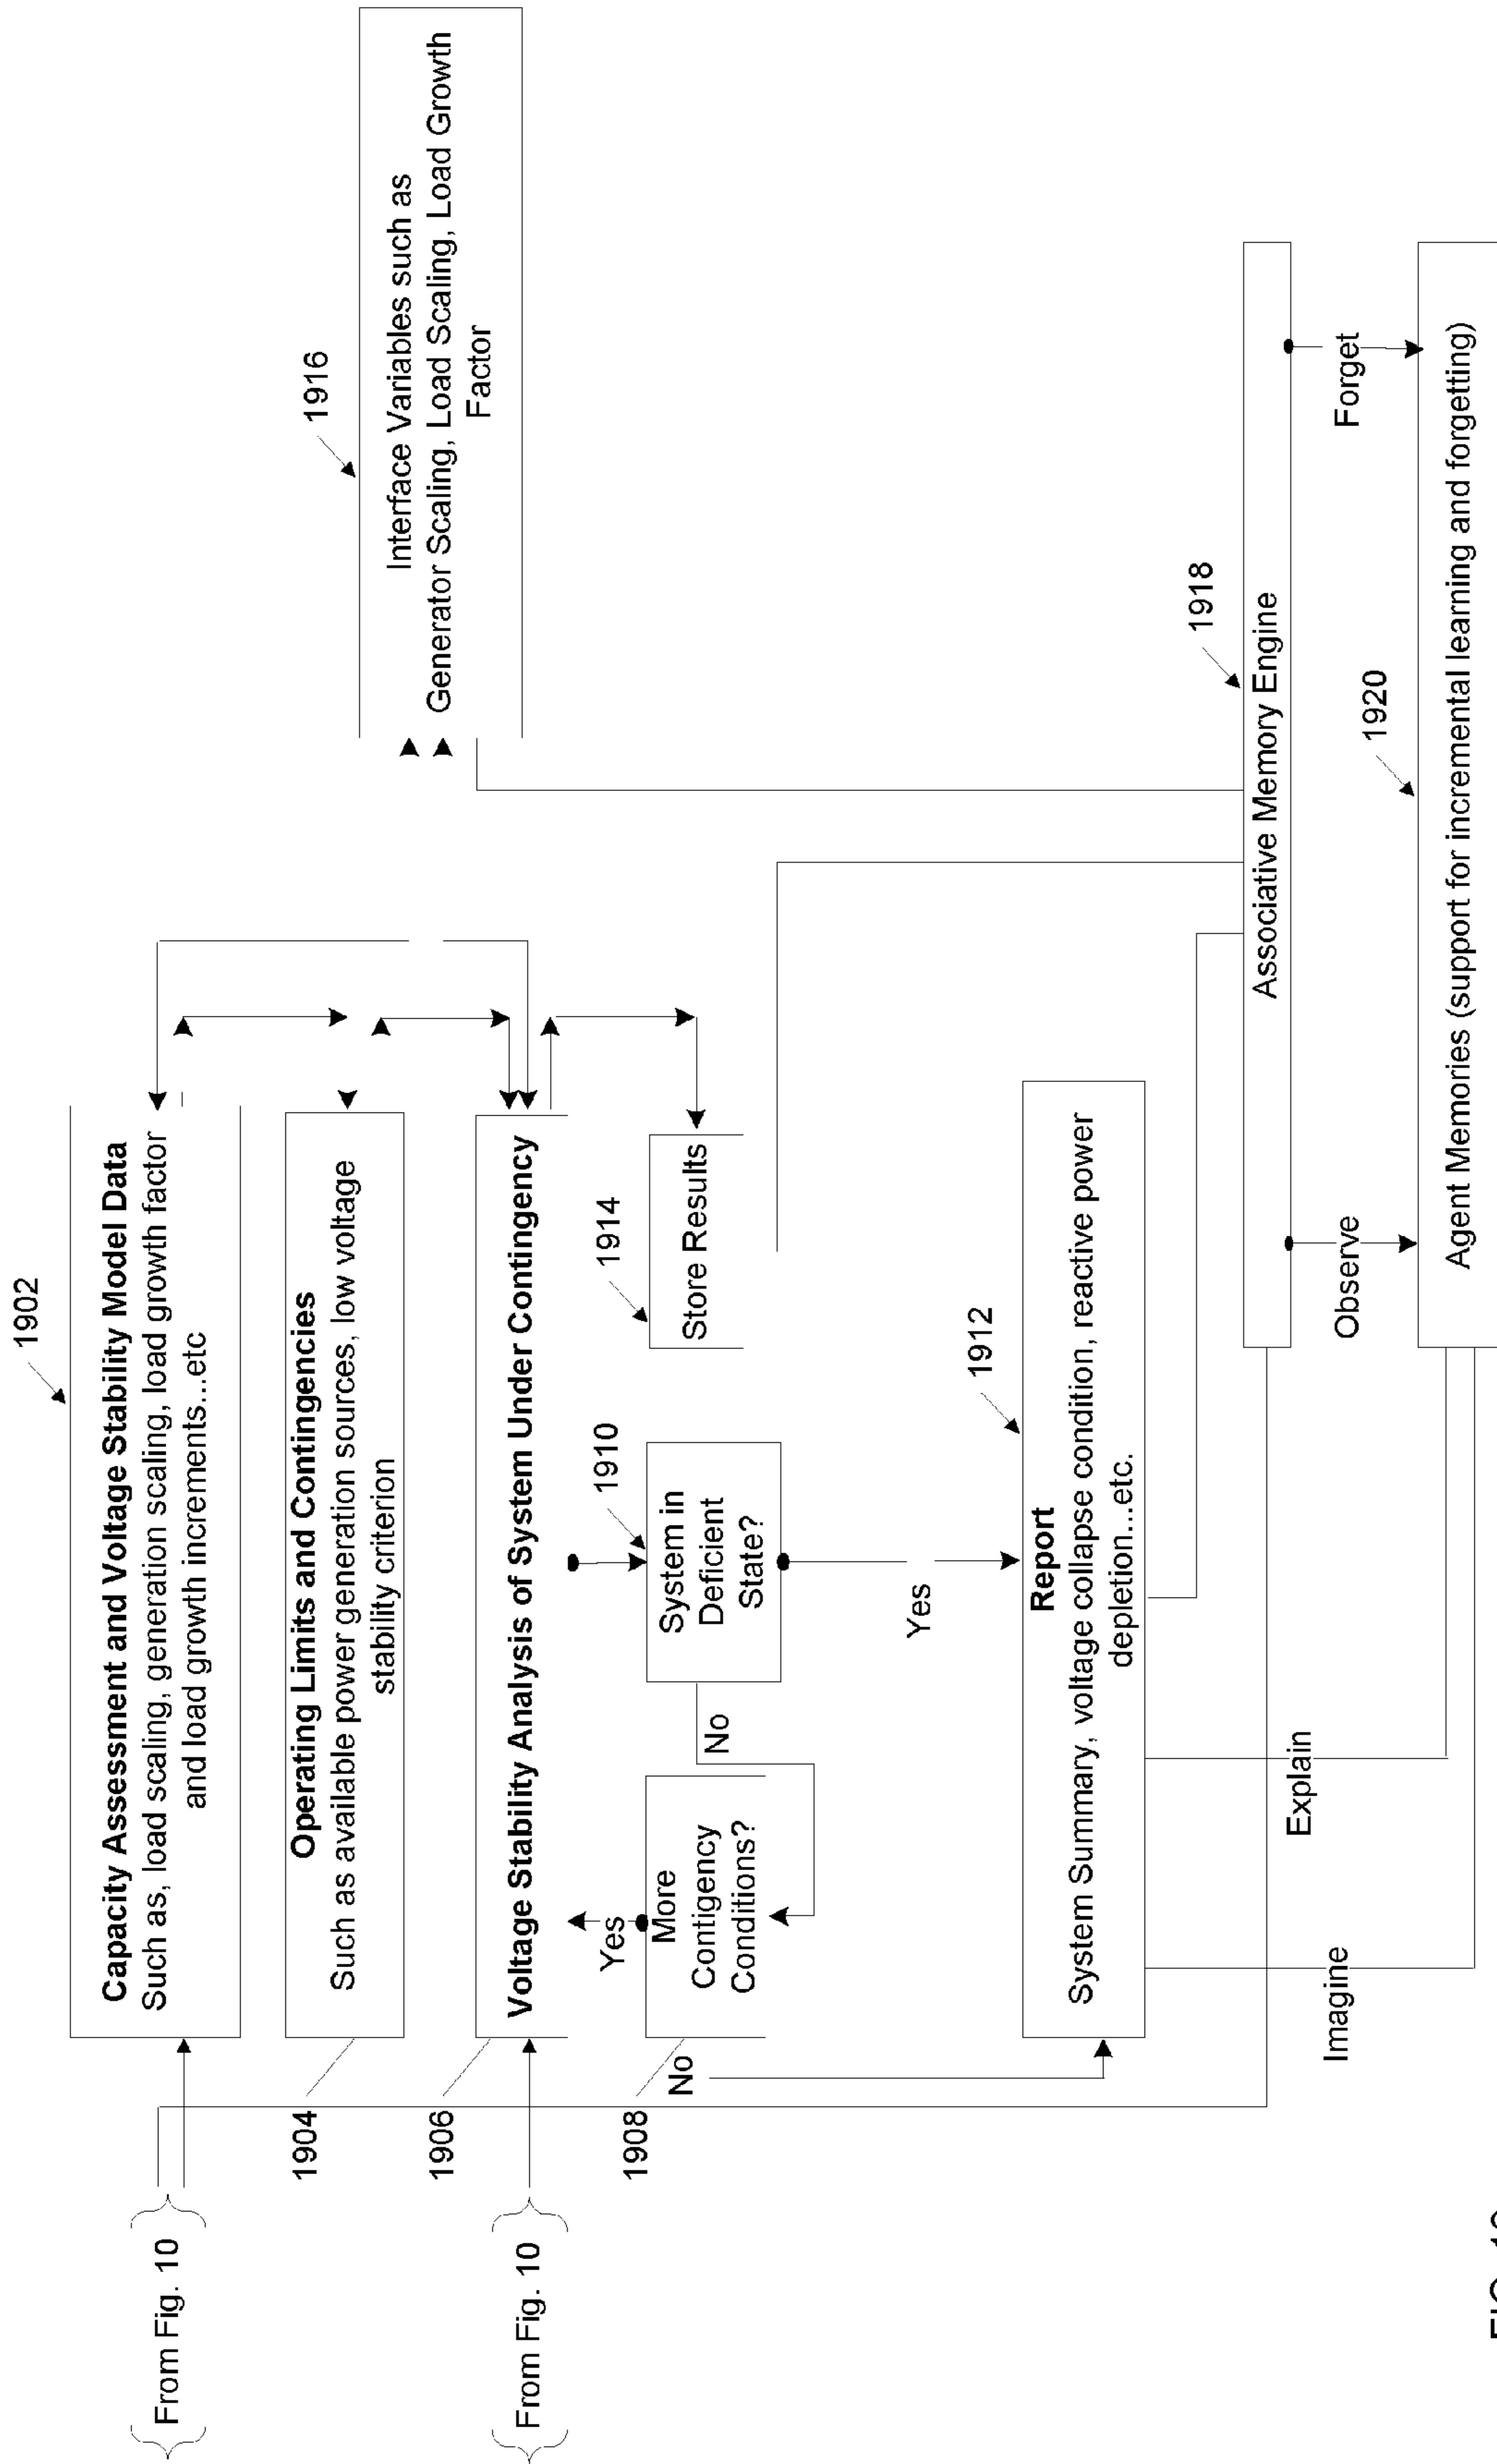 1902
Capacity Assessment and Voltage Stability Model Data
Such as, load scaling, generation scaling, load growth factor
and load growth increments...etc
From Fig. 10
1904
Operating Limits and Contingencies
Such as available power generation sources, low voltage
stability criterion
1916
Interface Variables such as
Generator Scaling, Load Scaling, Load Growth
Factor
1906
Voltage Stability Analysis of System Under Contingency
From Fig. 10
Yes
1908
More
Contigency
Conditions?
No
No
1910
System in
Deficient
State?
1914
Store Results
Yes
1912
Report
System Summary, voltage collapse condition, reactive power
depletion...etc.
1918
Associative Memory Engine
Imagine
Explain
Observe
Forget
1920
Agent Memories (support for incremental learning and forgetting)